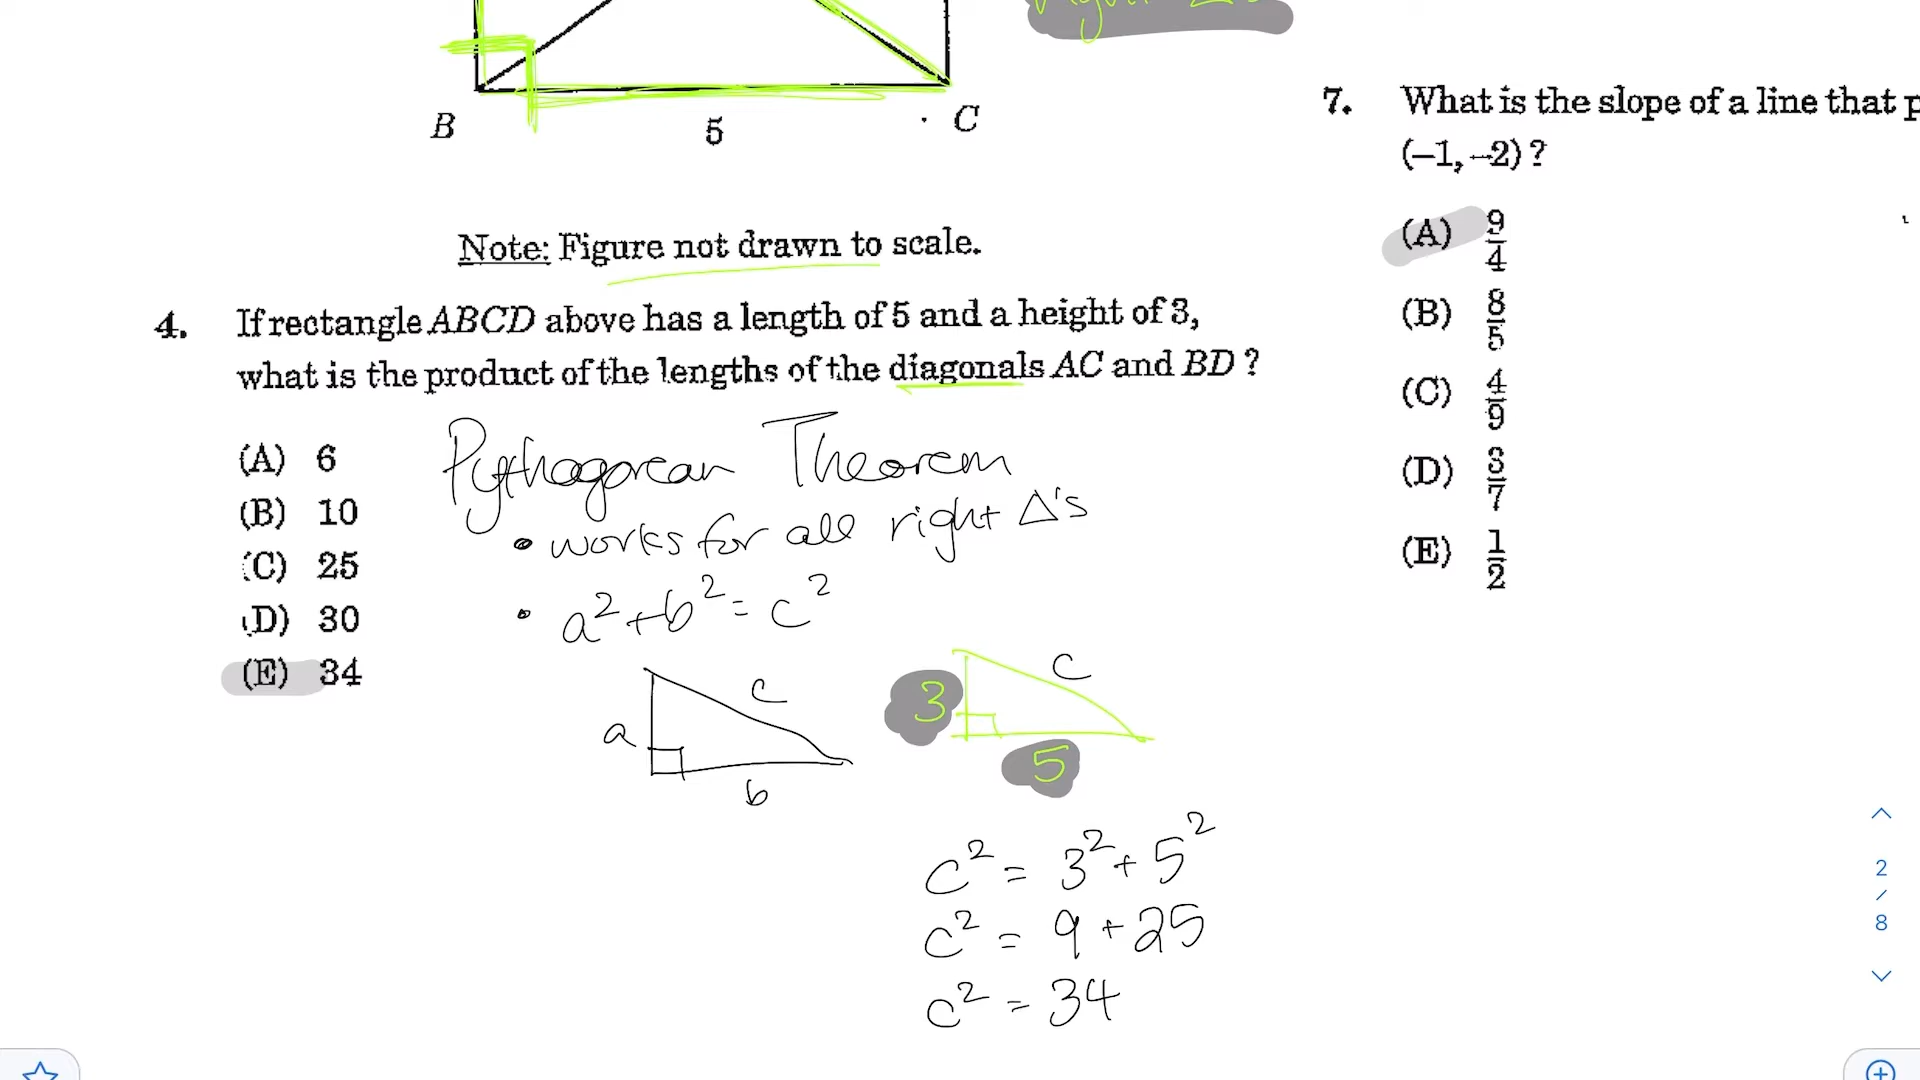 B
5
C
Note: Figure not drawn to scale.
4. If rectangle ABCD above has a length of 5 and a height of 3,
what is the product of the lengths of the diagonals AC and BD ?
(A) 6
(B) 10
(C) 25
(D) 30
(E) 34
Pythagorean Theorem
• works for all right Δ's
• a² + b² = c²
a
c
b
3
c
5
c² = 3² + 5²
c² = 9 + 25
c² = 34
7. What is the slope of a line that
(–1, –2) ?
(A) 9/4
(B) 8/5
(C) 4/9
(D) 3/7
(E) 1/2
2
/
8